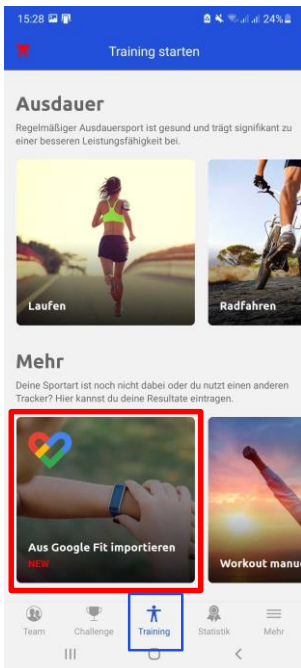 15:28
24%
Training starten
Ausdauer
Regelmäßiger Ausdauersport ist gesund und trägt signifikant zu
einer besseren Leistungsfähigkeit bei.
Laufen
Radfahren
Mehr
Deine Sportart ist noch nicht dabei oder du nutzt einen anderen
Tracker? Hier kannst du deine Resultate eintragen.
Aus Google Fit importieren
NEW
Workout manue
Team
Challenge
Training
Statistik
Mehr